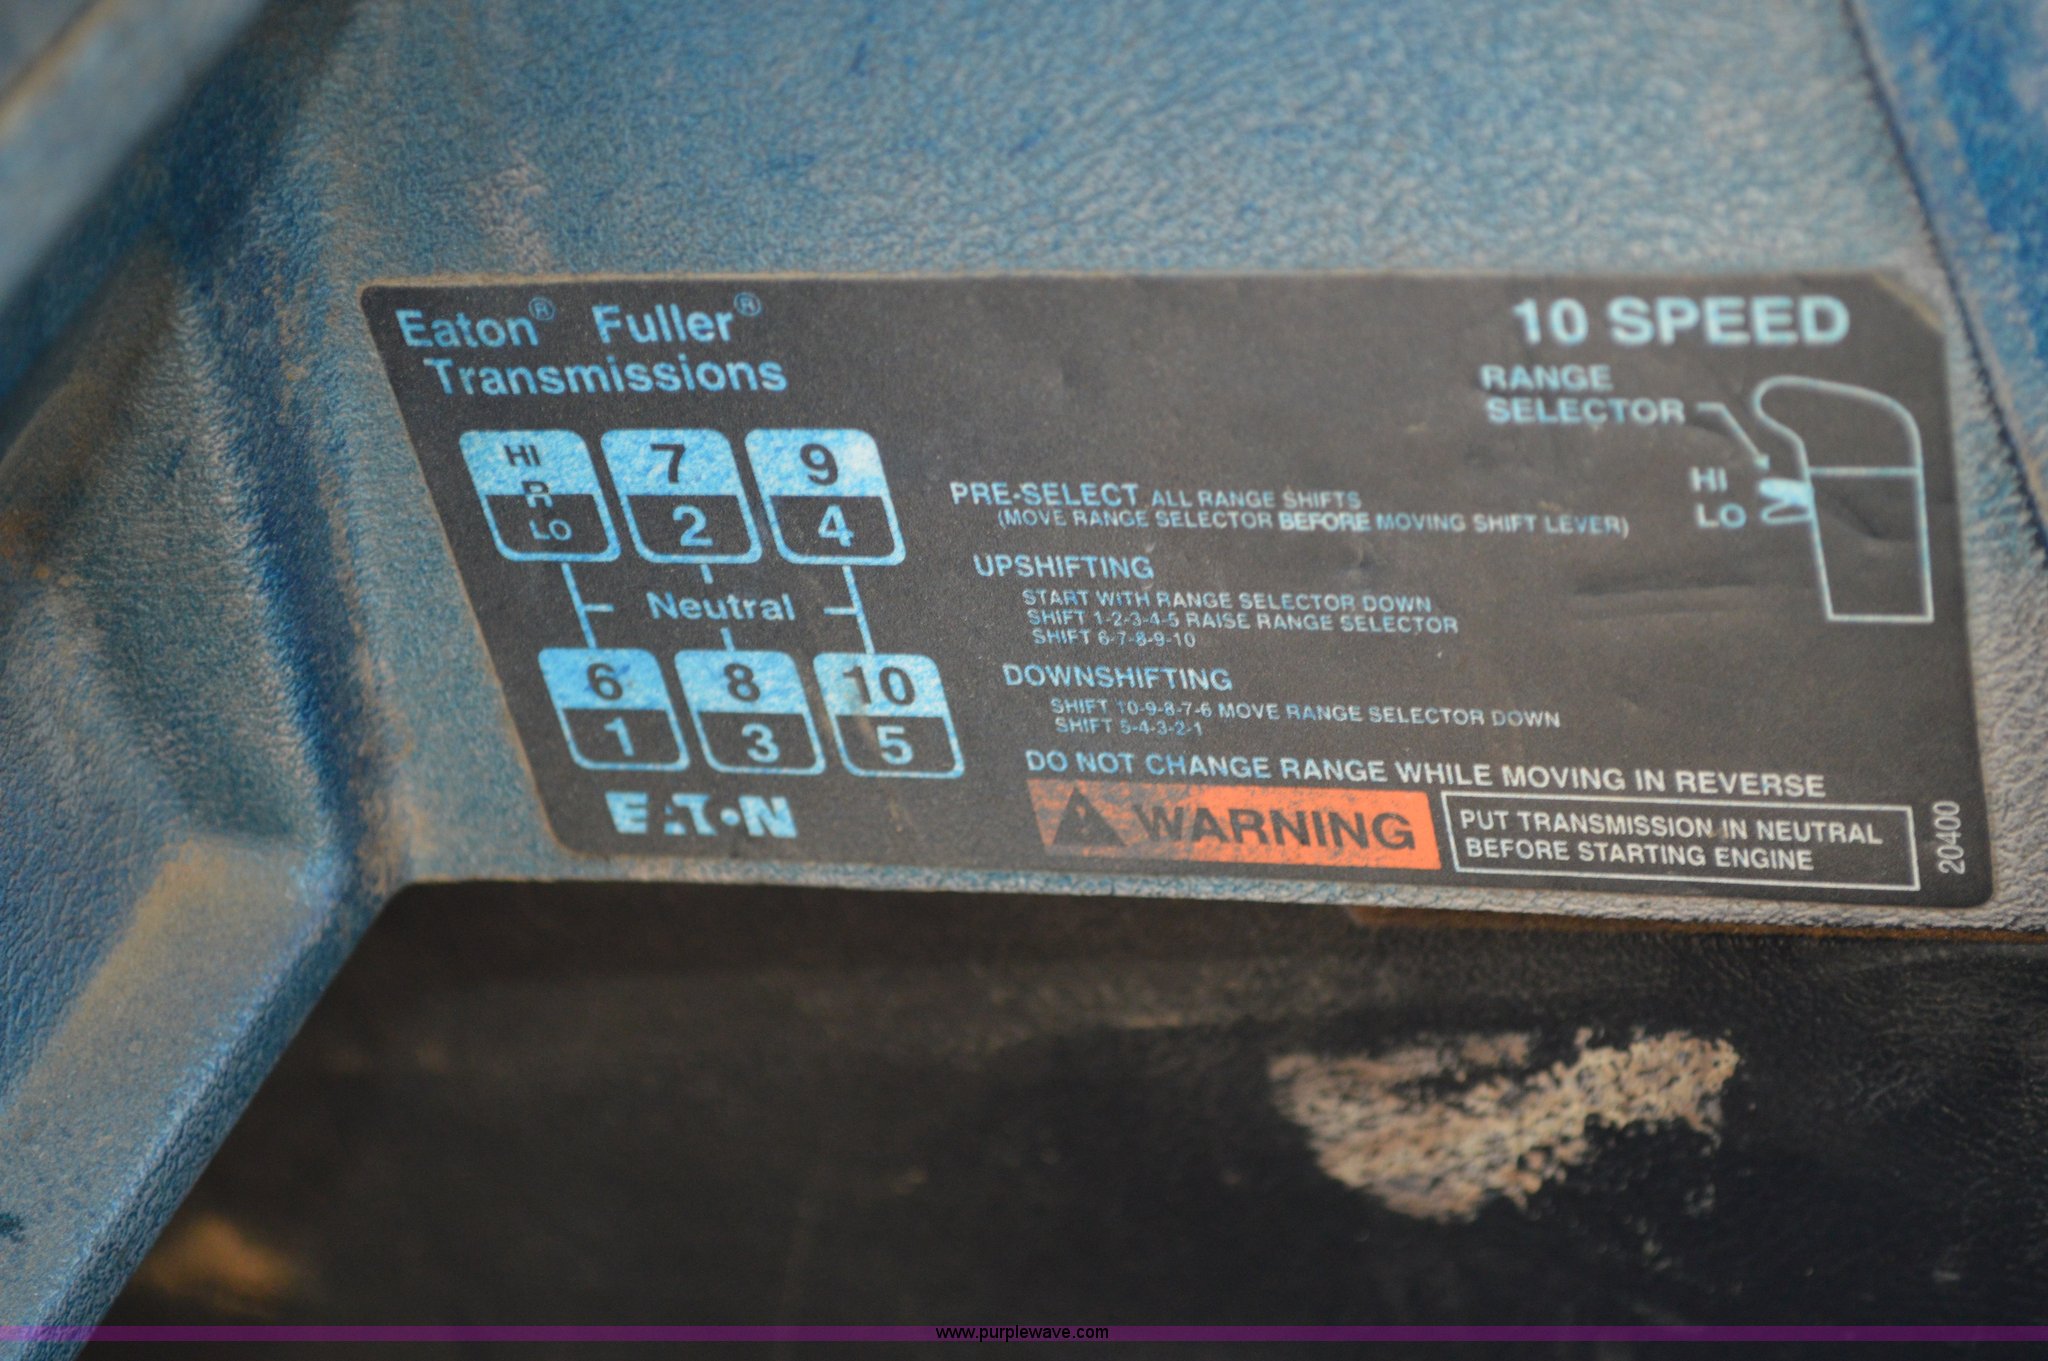 Eaton® Fuller®
Transmissions
10 SPEED
RANGE
SELECTOR
HI
LO
HI
R
LO
7
2
9
4
Neutral
6
1
8
3
10
5
EATON
PRE-SELECT ALL RANGE SHIFTS
(MOVE RANGE SELECTOR BEFORE MOVING SHIFT LEVER)
UPSHIFTING
START WITH RANGE SELECTOR DOWN
SHIFT 1-2-3-4-5 RAISE RANGE SELECTOR
SHIFT 6-7-8-9-10
DOWNSHIFTING
SHIFT 10-9-8-7-6 MOVE RANGE SELECTOR DOWN
SHIFT 5-4-3-2-1
DO NOT CHANGE RANGE WHILE MOVING IN REVERSE
WARNING
PUT TRANSMISSION IN NEUTRAL
BEFORE STARTING ENGINE
20400
www.purplewave.com